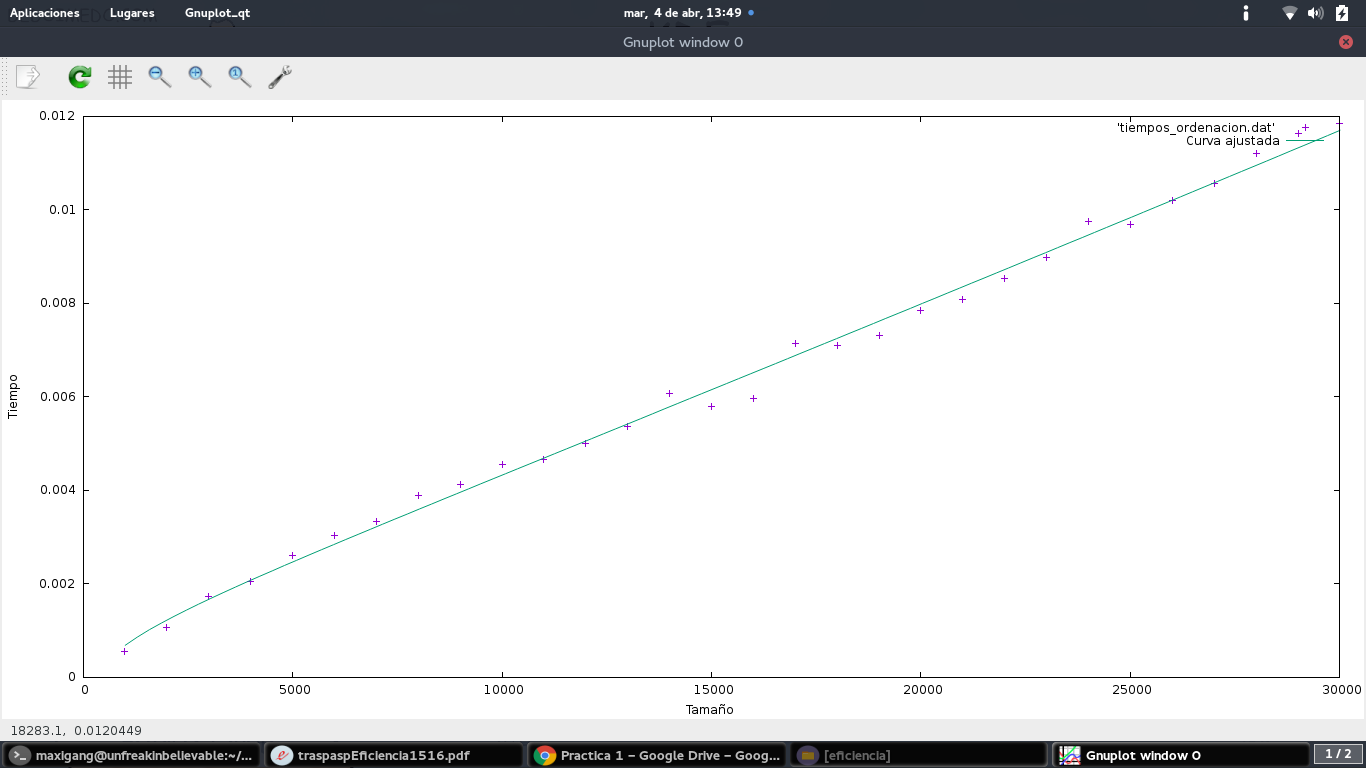 Aplicaciones Lugares Gnuplot_qt mar, 4 de abr, 13:49
Gnuplot window 0
0.012
0.01
0.008
0.006
0.004
0.002
0
Tiempo
'tiempos_ordenacion.dat'
Curva ajustada
0 5000 10000 15000 20000 25000 30000
Tamaño
18283.1, 0.0120449
maxigang@unfreakinbelievable:~/... traspaspEficiencia1516.pdf Practica 1 – Google Drive – Goog... [eficiencia] Gnuplot window 0 1 / 2